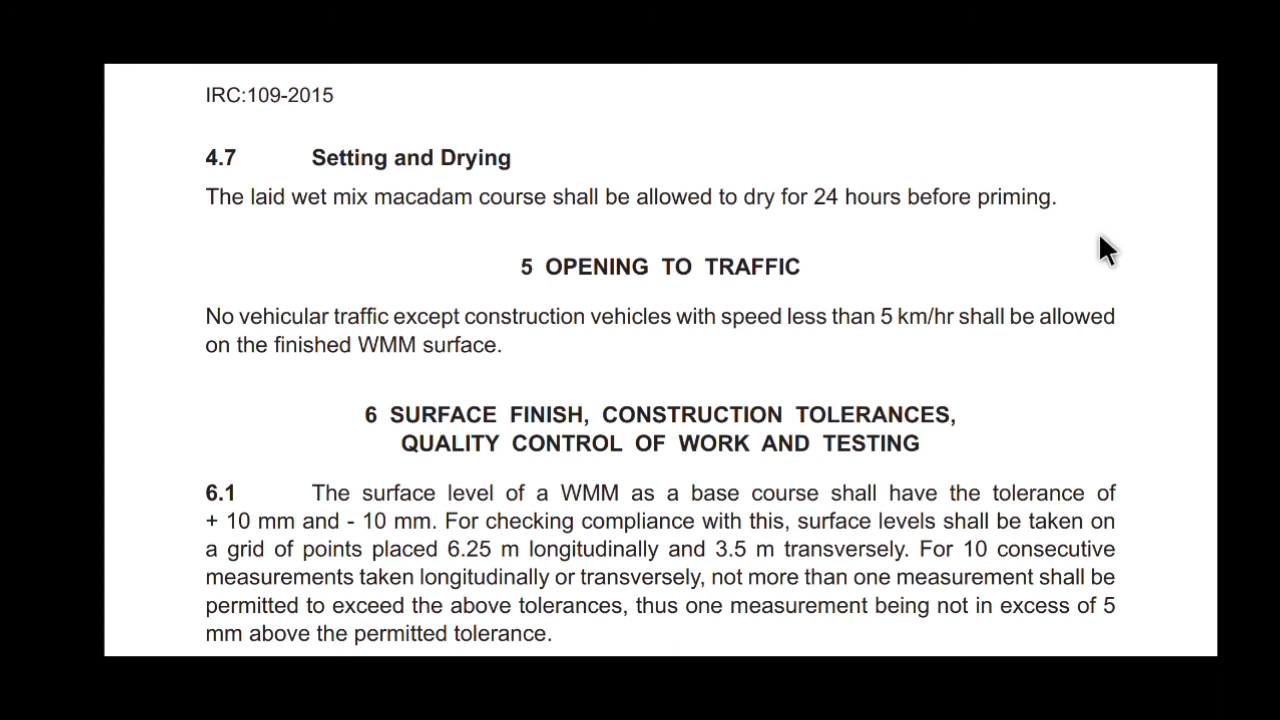 IRC:109-2015
4.7 Setting and Drying
The laid wet mix macadam course shall be allowed to dry for 24 hours before priming.
5 OPENING TO TRAFFIC
No vehicular traffic except construction vehicles with speed less than 5 km/hr shall be allowed
on the finished WMM surface.
6 SURFACE FINISH, CONSTRUCTION TOLERANCES,
QUALITY CONTROL OF WORK AND TESTING
6.1 The surface level of a WMM as a base course shall have the tolerance of
+ 10 mm and - 10 mm. For checking compliance with this, surface levels shall be taken on
a grid of points placed 6.25 m longitudinally and 3.5 m transversely. For 10 consecutive
measurements taken longitudinally or transversely, not more than one measurement shall be
permitted to exceed the above tolerances, thus one measurement being not in excess of 5
mm above the permitted tolerance.